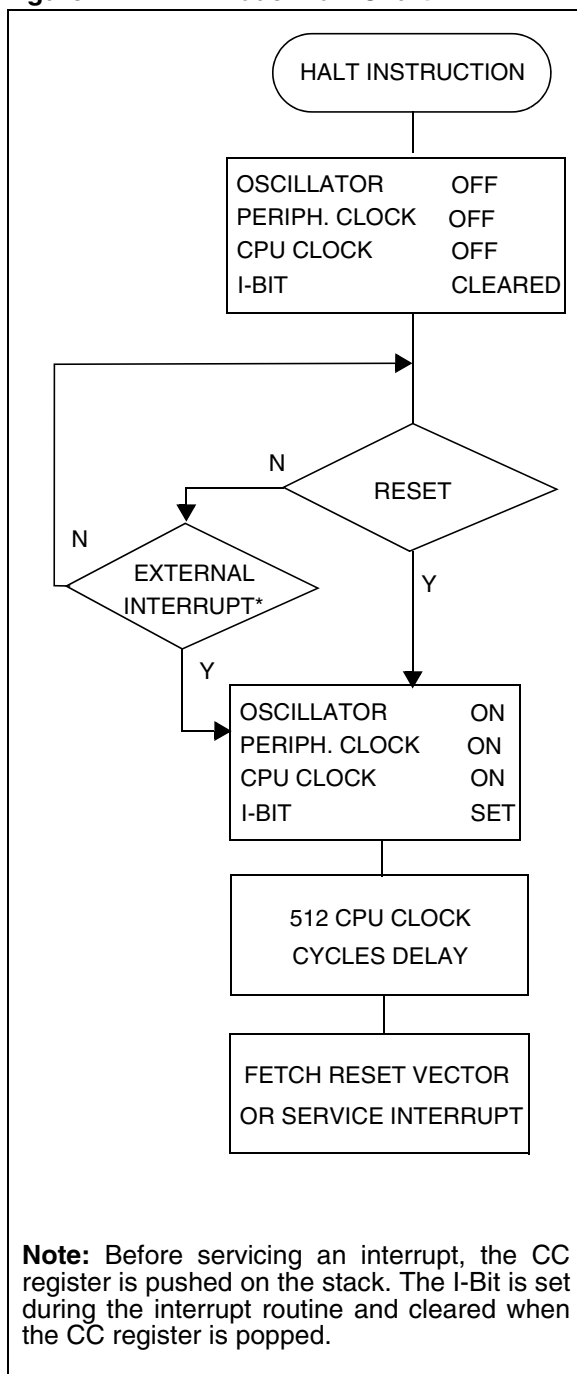 HALT INSTRUCTION
OSCILLATOR OFF
PERIPH. CLOCK OFF
CPU CLOCK OFF
I-BIT CLEARED
N
RESET
N
EXTERNAL
INTERRUPT*
Y
Y
OSCILLATOR ON
PERIPH. CLOCK ON
CPU CLOCK ON
I-BIT SET
512 CPU CLOCK
CYCLES DELAY
FETCH RESET VECTOR
OR SERVICE INTERRUPT
Note: Before servicing an interrupt, the CC
register is pushed on the stack. The I-Bit is set
during the interrupt routine and cleared when
the CC register is popped.